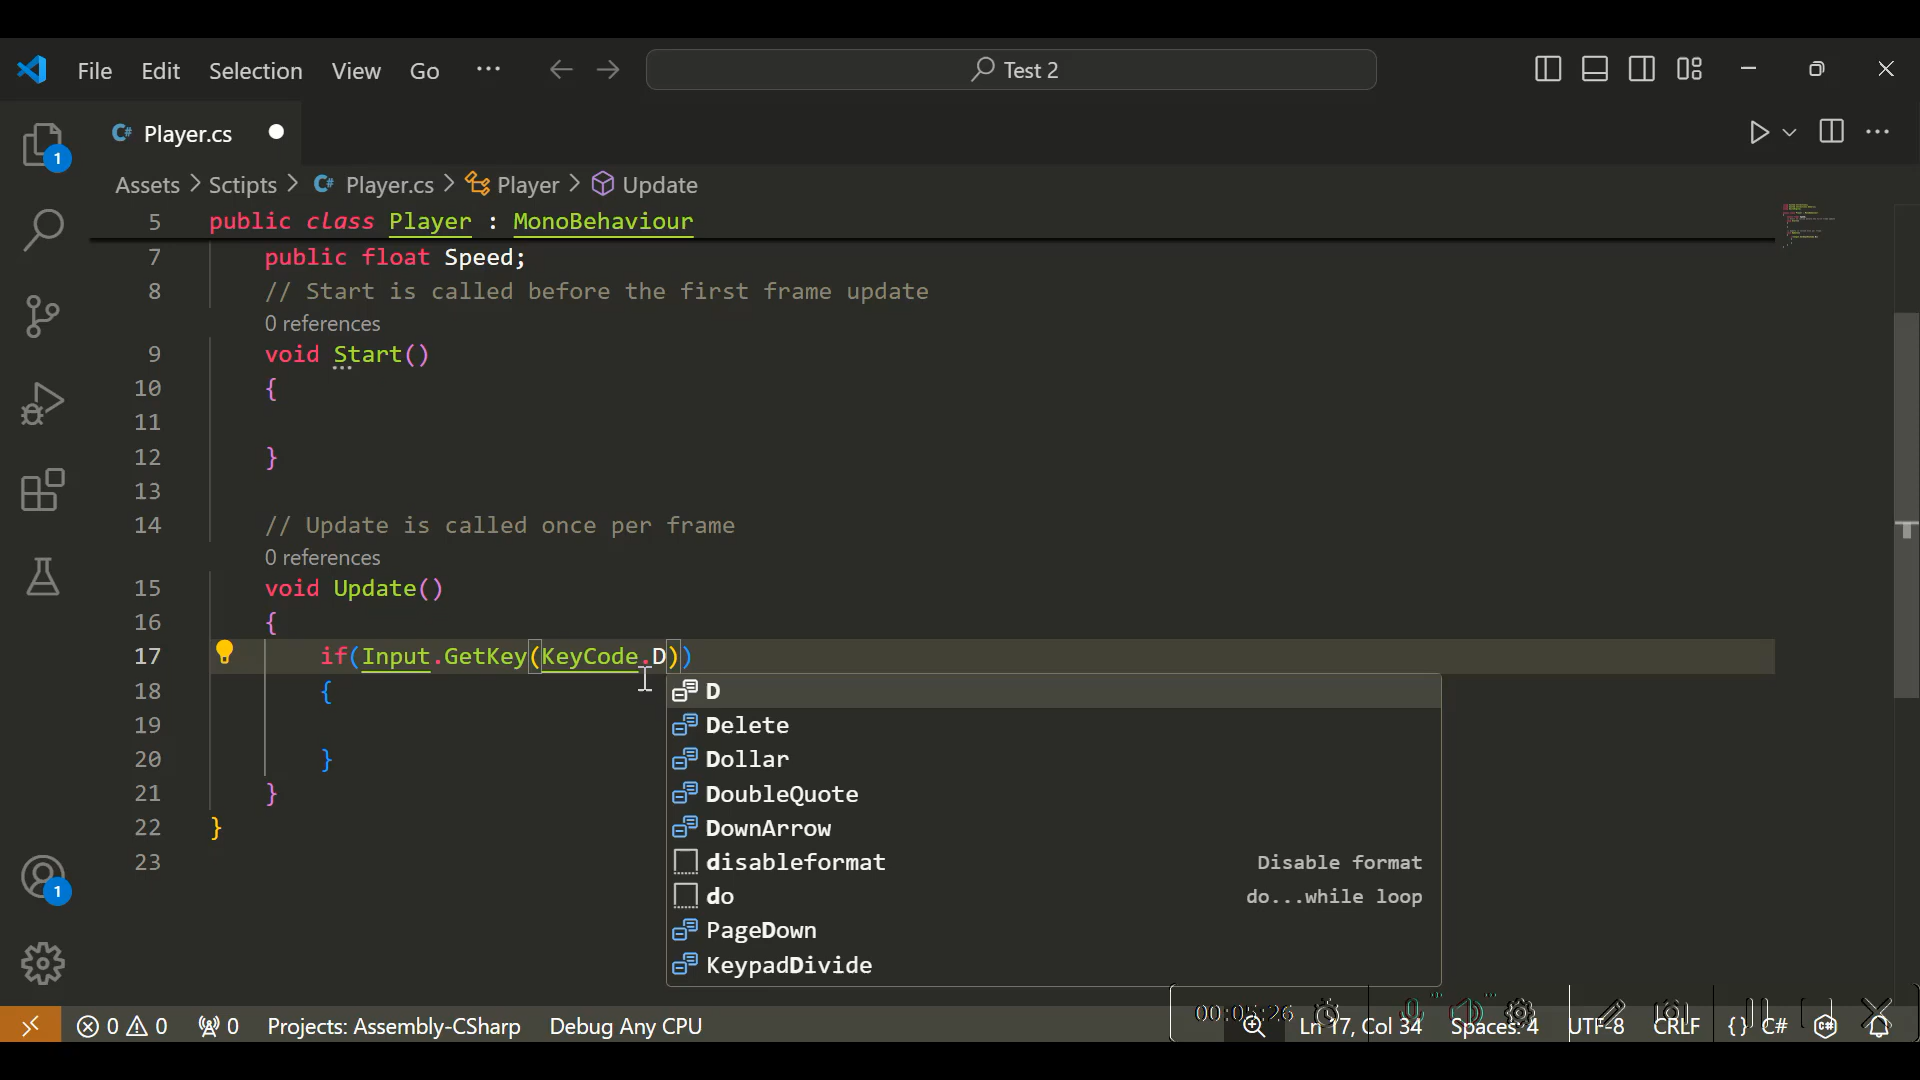 File Edit Selection View Go ··· Test 2
Player.cs
Assets > Sctipts > Player.cs > Player > Update
5 public class Player : MonoBehaviour
7 public float Speed;
8 // Start is called before the first frame update
0 references
9 void Start()
10 {
11
12 }
13
14 // Update is called once per frame
0 references
15 void Update()
16 {
17 if(Input.GetKey(KeyCode.D))
18 {
19
20 }
21 }
22 }
23
D
Delete
Dollar
DoubleQuote
DownArrow
disableformat Disable format
do do...while loop
PageDown
KeypadDivide
1
1
00:05:26
0 0 0 Projects: Assembly-CSharp Debug Any CPU Ln 17, Col 34 Spaces: 4 UTF-8 CRLF {} C#